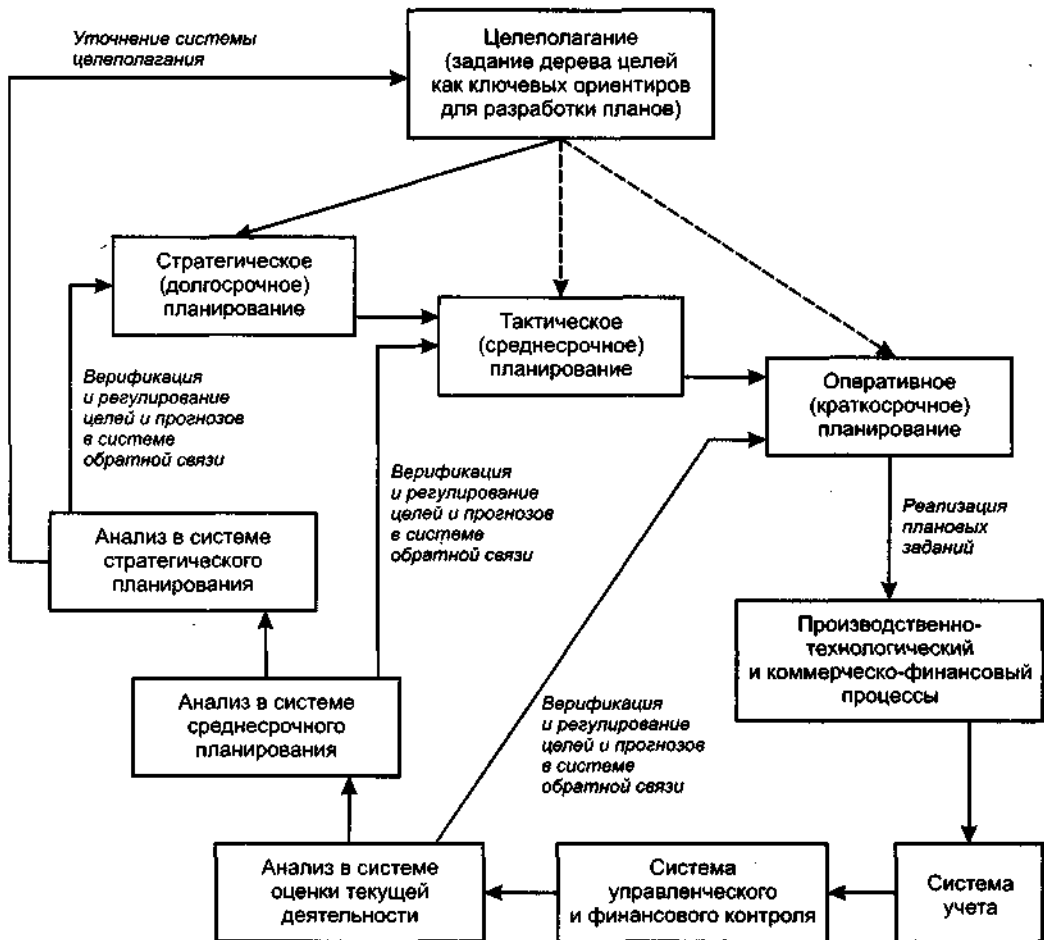 Уточнение системы
целеполагания
Целеполагание
(задание дерева целей
как ключевых ориентиров
для разработки планов)
Стратегическое
(долгосрочное)
планирование
Тактическое
(среднесрочное)
планирование
Оперативное
(краткосрочное)
планирование
Верификация
и регулирование
целей и прогнозов
в системе
обратной связи
Верификация
и регулирование
целей и прогнозов
в системе
обратной связи
Реализация
плановых
заданий
Анализ в системе
стратегического
планирования
Производственно-
технологический
и коммерческо-финансовый
процессы
Анализ в системе
среднесрочного
планирования
Верификация
и регулирование
целей и прогнозов
в системе
обратной связи
Анализ в системе
оценки текущей
деятельности
Система
управленческого
и финансового контроля
Система
учета